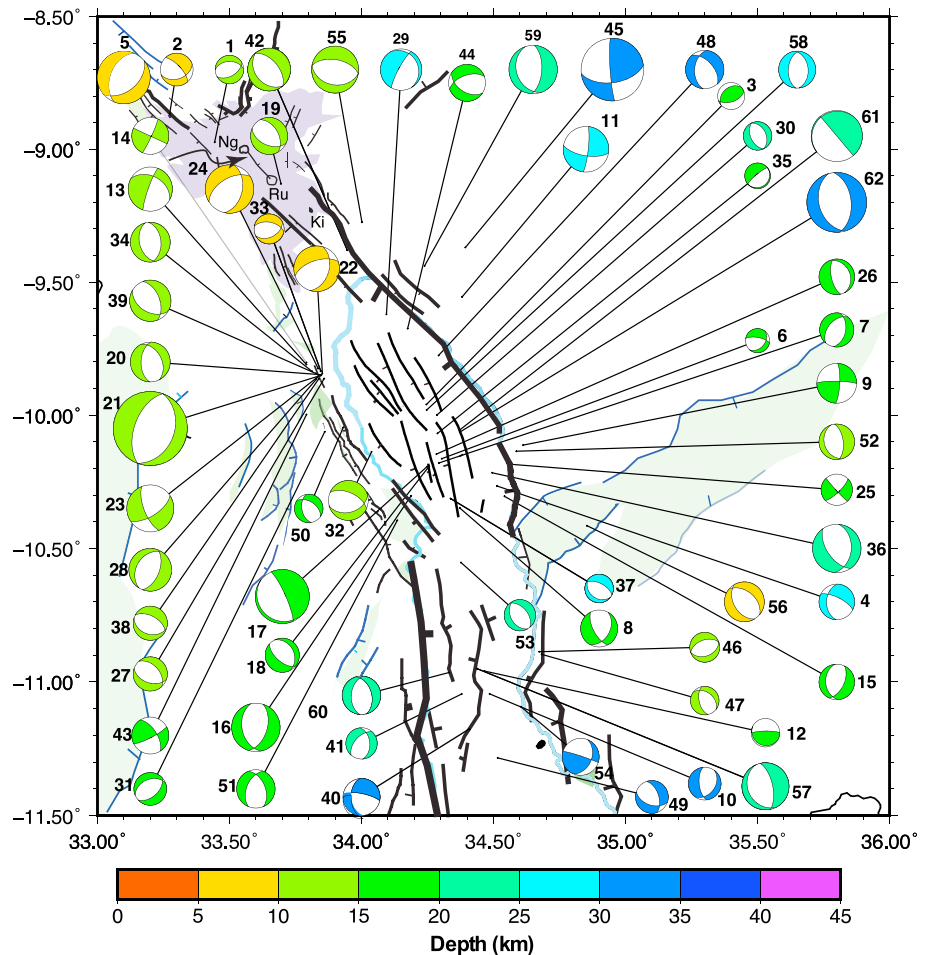 −8.50°
5 2 1 42 55 29 44 59 45 48 58
3
14 19 11 30 61
−9.00°
Ng
24 35
13 Ru 62
33 Ki
34
22 26
−9.50°
39 6 7
20 9
−10.00°
21 52
25
23 50 32
−10.50°
36
28 37 4
17 56
38 53 8
18 46
27 15
−11.00°
60 47
16 12
43 41
54
31 51 40 49 10 57
−11.50°
33.00° 33.50° 34.00° 34.50° 35.00° 35.50° 36.00°
0 5 10 15 20 25 30 35 40 45
Depth (km)